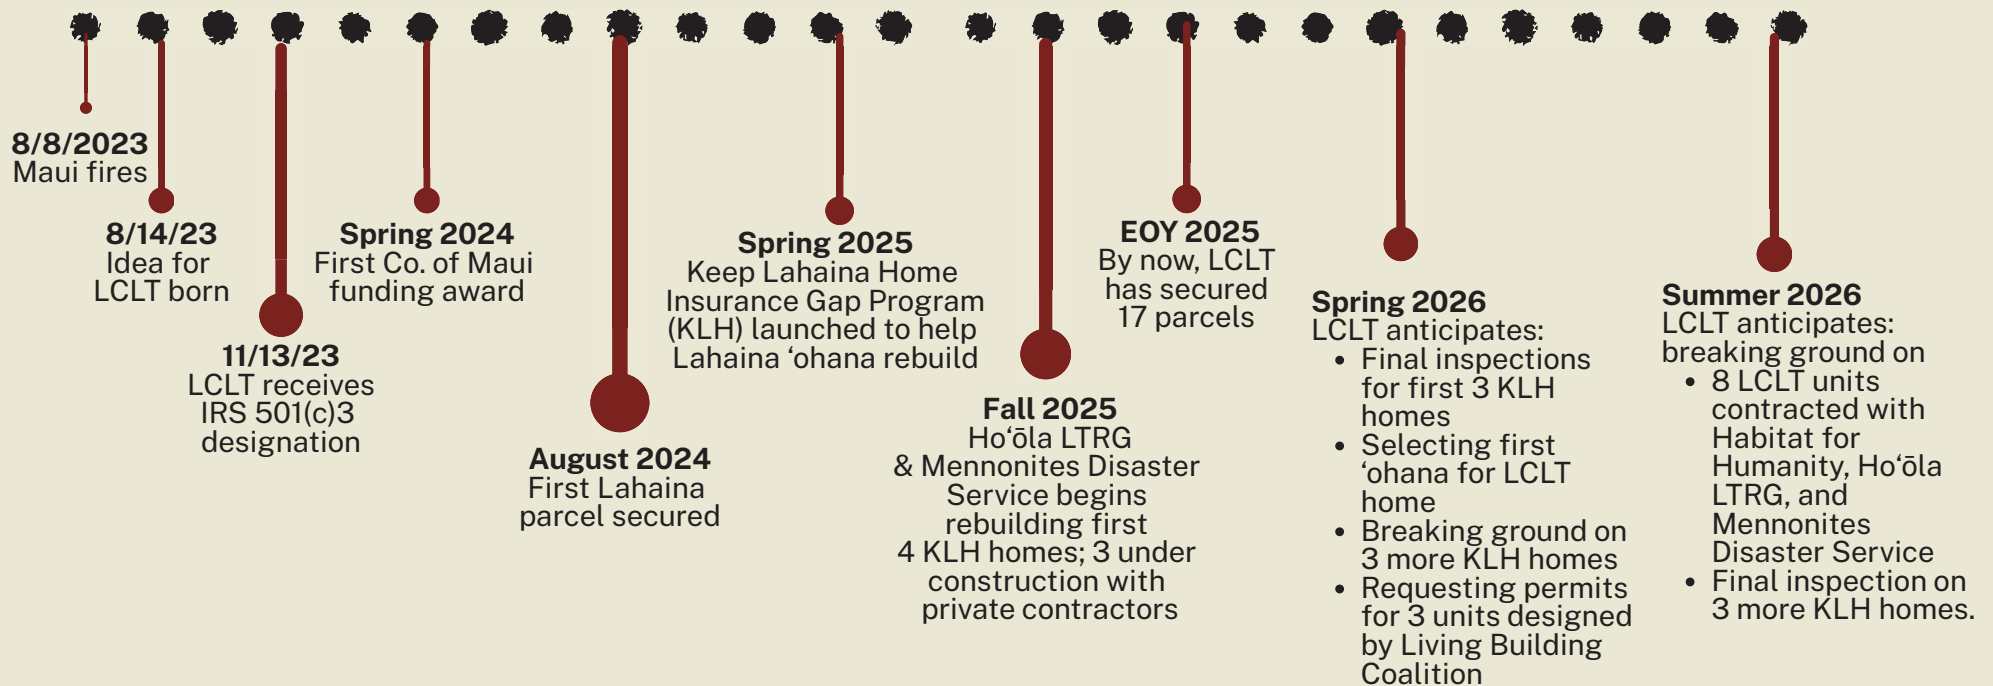 8/8/2023
Maui fires
8/14/23
Idea for
LCLT born
11/13/23
LCLT receives
IRS 501(c)3
designation
Spring 2024
First Co. of Maui
funding award
August 2024
First Lahaina
parcel secured
Spring 2025
Keep Lahaina Home
Insurance Gap Program
(KLH) launched to help
Lahaina ʻohana rebuild
Fall 2025
Hoʻōla LTRG
& Mennonites Disaster
Service begins
rebuilding first
4 KLH homes; 3 under
construction with
private contractors
EOY 2025
By now, LCLT
has secured
17 parcels
Spring 2026
LCLT anticipates:
• Final inspections
for first 3 KLH
homes
• Selecting first
ʻohana for LCLT
home
• Breaking ground on
3 more KLH homes
• Requesting permits
for 3 units designed
by Living Building
Coalition
Summer 2026
LCLT anticipates:
breaking ground on
• 8 LCLT units
contracted with
Habitat for
Humanity, Hoʻōla
LTRG, and
Mennonites
Disaster Service
• Final inspection on
3 more KLH homes.